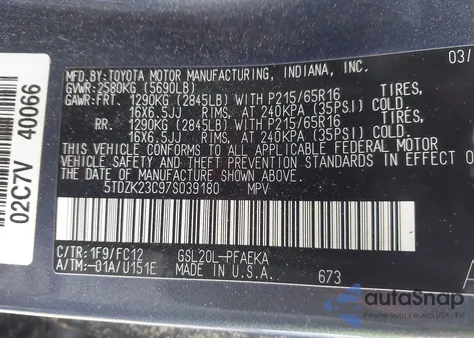 MFD.BY:TOYOTA MOTOR MANUFACTURING, INDIANA, INC. 03/
GVWR:2580KG (5690LB)
GAWR:FRT. 1290KG (2845LB) WITH P215/65R16 TIRES,
16X6.5JJ RIMS, AT 240KPA (35PSI) COLD.
RR. 1290KG (2845LB) WITH P215/65R16 TIRES,
16X6.5JJ RIMS, AT 240KPA (35PSI) COLD.
THIS VEHICLE CONFORMS TO ALL APPLICABLE FEDERAL MOTOR
VEHICLE SAFETY AND THEFT PREVENTION STANDARDS IN EFFECT ON
THE DATE OF MANUFACTURE SHOWN ABOVE.
5TDZK23C97S039180 MPV
C/TR:1F9/FC12 GSL20L-PFAEKA
A/TM:-01A/U151E MADE IN U.S.A. 673
02C7V 40066
autoSnap